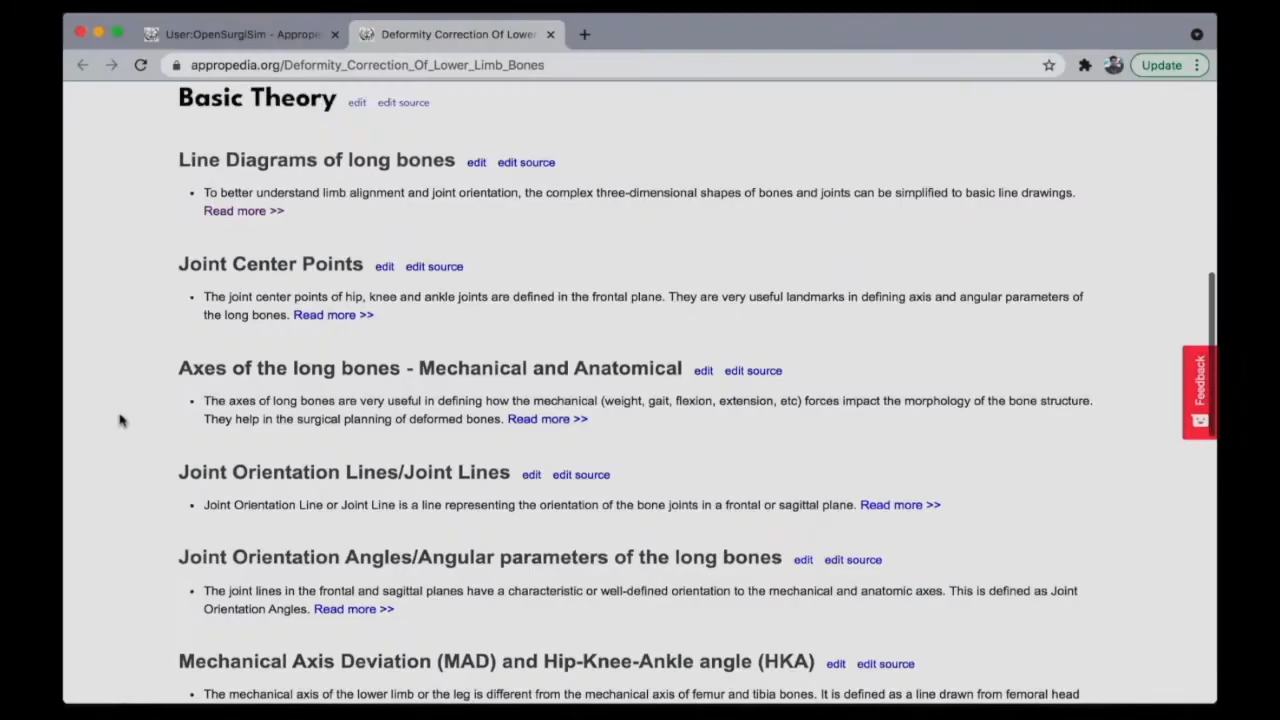 User:OpenSurgiSim - Apprope
Deformity Correction Of Lower
appropedia.org/Deformity_Correction_Of_Lower_Limb_Bones
Update
Basic Theory edit edit source
Line Diagrams of long bones edit edit source
To better understand limb alignment and joint orientation, the complex three-dimensional shapes of bones and joints can be simplified to basic line drawings.
Read more >>
Joint Center Points edit edit source
The joint center points of hip, knee and ankle joints are defined in the frontal plane. They are very useful landmarks in defining axis and angular parameters of
the long bones. Read more >>
Axes of the long bones - Mechanical and Anatomical edit edit source
The axes of long bones are very useful in defining how the mechanical (weight, gait, flexion, extension, etc) forces impact the morphology of the bone structure.
They help in the surgical planning of deformed bones. Read more >>
Feedback
Joint Orientation Lines/Joint Lines edit edit source
Joint Orientation Line or Joint Line is a line representing the orientation of the bone joints in a frontal or sagittal plane. Read more >>
Joint Orientation Angles/Angular parameters of the long bones edit edit source
The joint lines in the frontal and sagittal planes have a characteristic or well-defined orientation to the mechanical and anatomic axes. This is defined as Joint
Orientation Angles. Read more >>
Mechanical Axis Deviation (MAD) and Hip-Knee-Ankle angle (HKA) edit edit source
The mechanical axis of the lower limb or the leg is different from the mechanical axis of femur and tibia bones. It is defined as a line drawn from femoral head